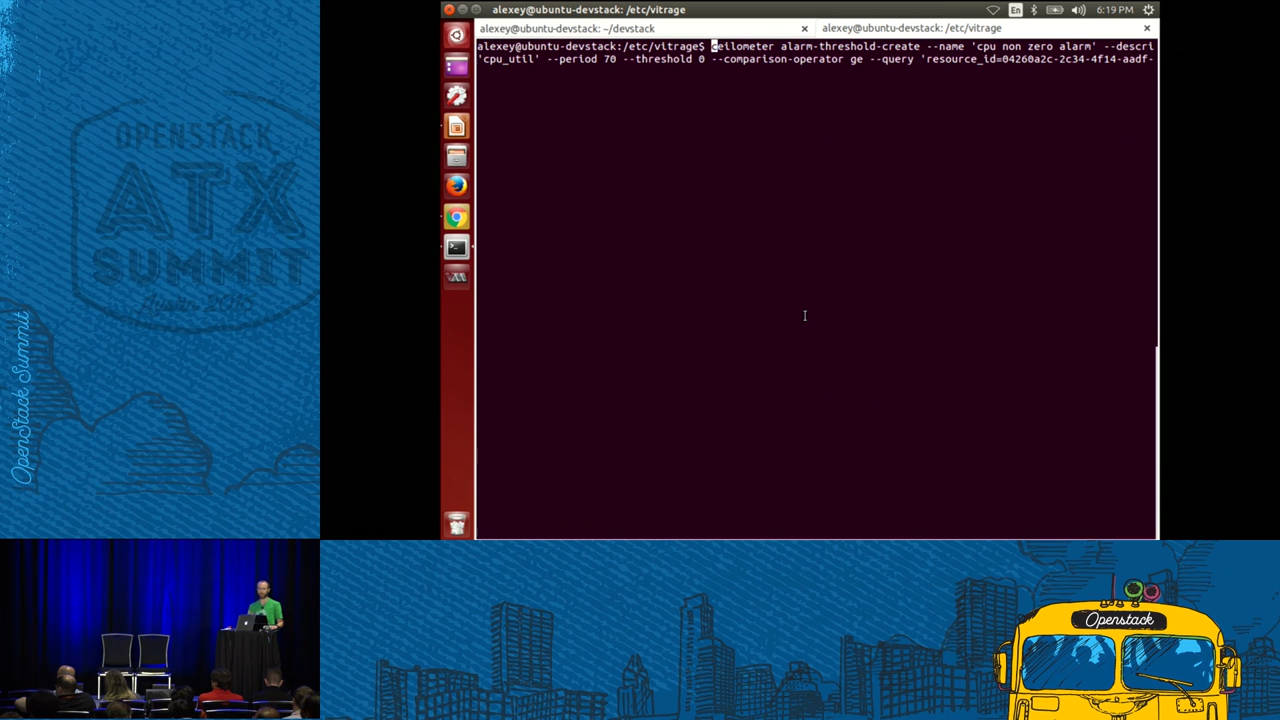 alexey@ubuntu-devstack: /etc/vitrage
En
6:19 PM
alexey@ubuntu-devstack: ~/devstack
alexey@ubuntu-devstack: /etc/vitrage
alexey@ubuntu-devstack:/etc/vitrage$ ceilometer alarm-threshold-create --name 'cpu non zero alarm' --descri
'cpu_util' --period 70 --threshold 0 --comparison-operator ge --query 'resource_id=04260a2c-2c34-4f14-aadf-
OPENSTACK
ATX
SUMMIT
Austin 2016
OpenStack Summit
Openstack